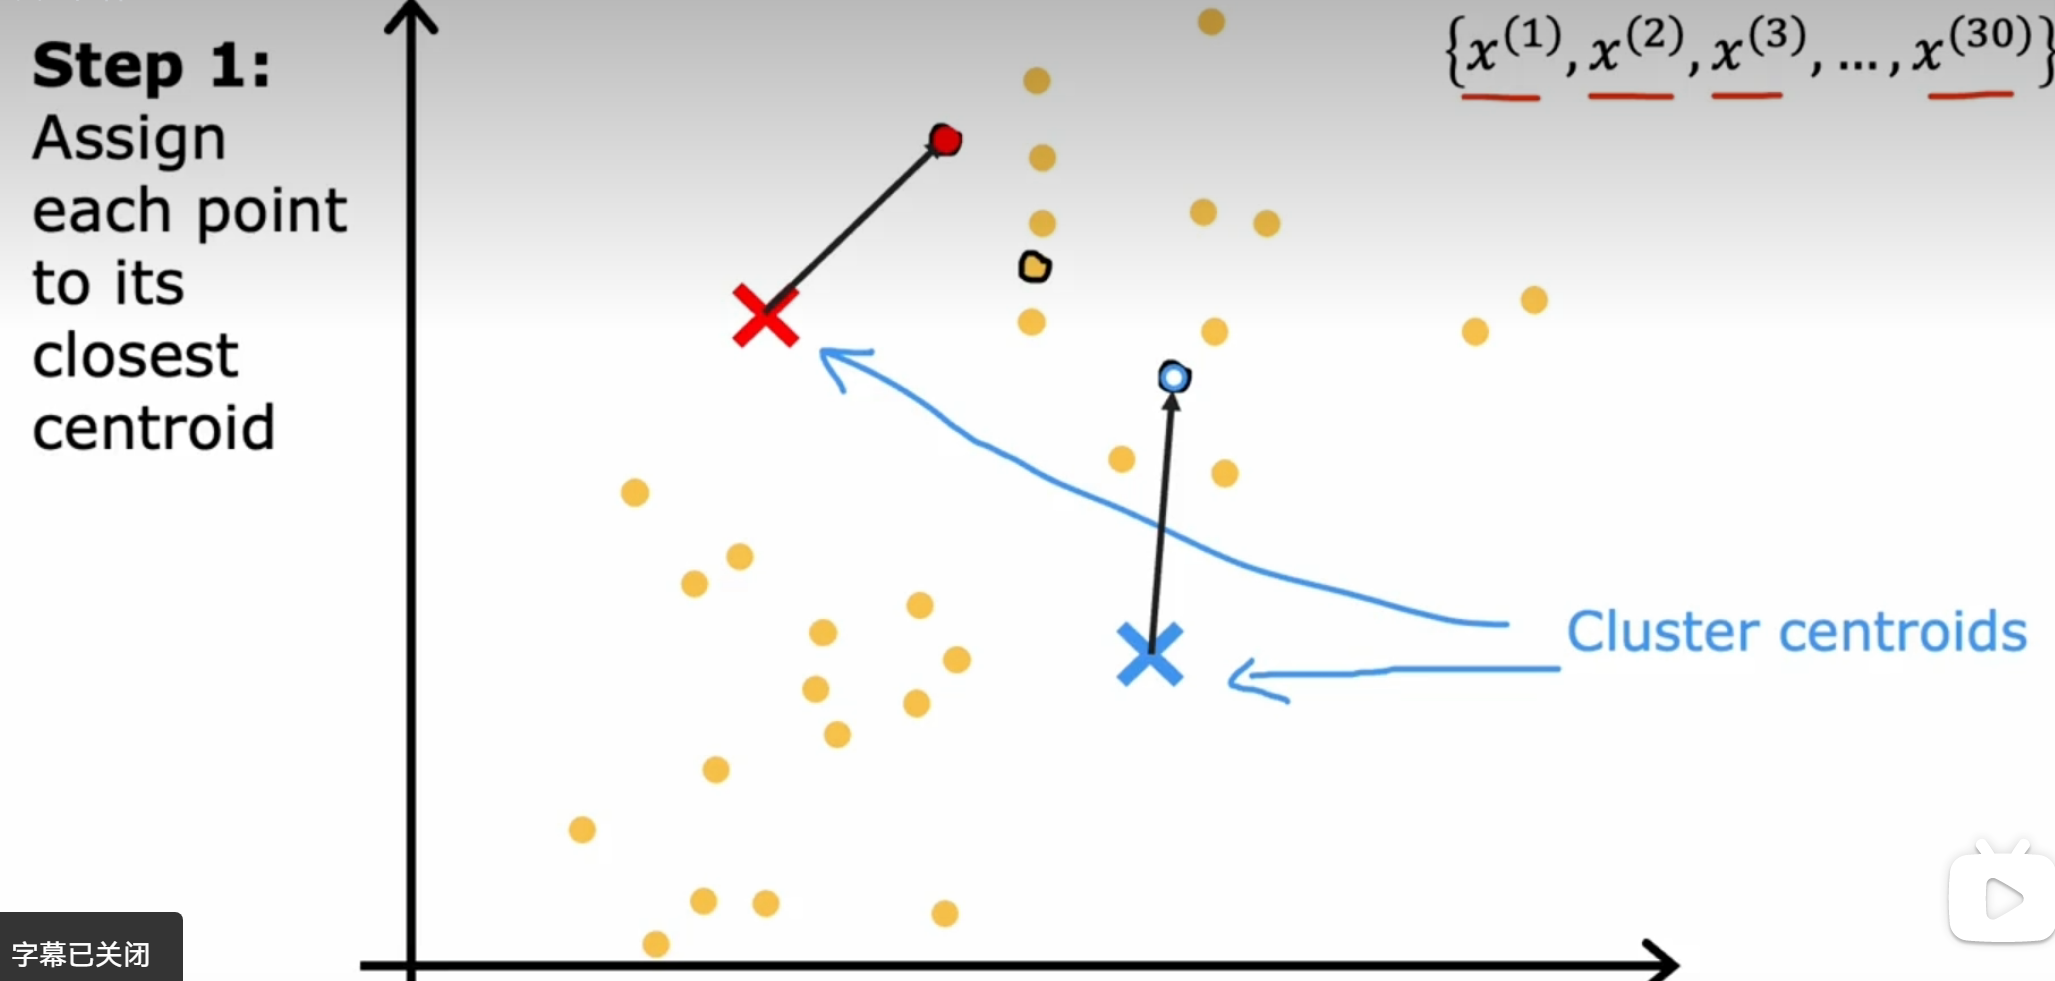 Step 1:
Assign
each point
to its
closest
centroid
{x⁽¹⁾, x⁽²⁾, x⁽³⁾, ..., x⁽³⁰⁾}
Cluster centroids
字幕已关闭